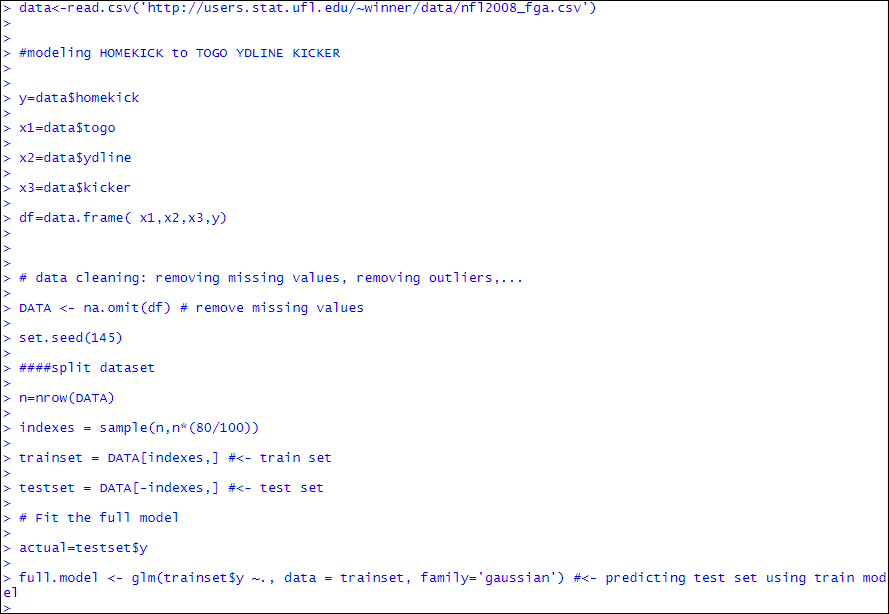 > data<-read.csv('http://users.stat.ufl.edu/~winner/data/nfl2008_fga.csv')
>
>
> #modeling HOMEKICK to TOGO YDLINE KICKER
>
>
> y=data$homekick
>
> x1=data$togo
>
> x2=data$ydline
>
> x3=data$kicker
>
> df=data.frame( x1,x2,x3,y)
>
>
>
> # data cleaning: removing missing values, removing outliers,...
>
> DATA <- na.omit(df) # remove missing values
>
> set.seed(145)
>
> ####split dataset
>
> n=nrow(DATA)
>
> indexes = sample(n,n*(80/100))
>
> trainset = DATA[indexes,] #<- train set
>
> testset = DATA[-indexes,] #<- test set
>
> # Fit the full model
>
> actual=testset$y
>
> full.model <- glm(trainset$y ~., data = trainset, family='gaussian') #<- predicting test set using train mod
el
>